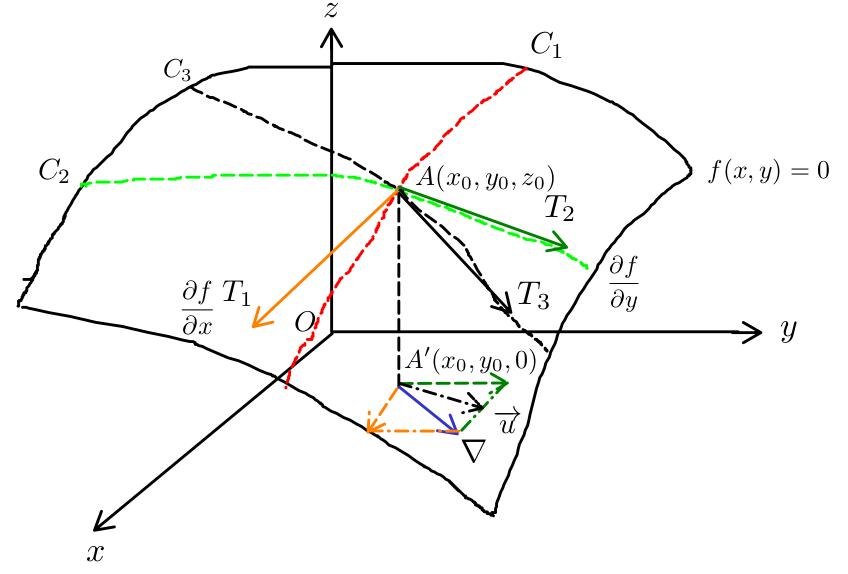 z
C₁
C₃
C₂
f(x, y) = 0
A(x₀, y₀, z₀)
T₂
∂f/∂y
∂f/∂x T₁
T₃
O
y
A′(x₀, y₀, 0)
u⃗
∇
x